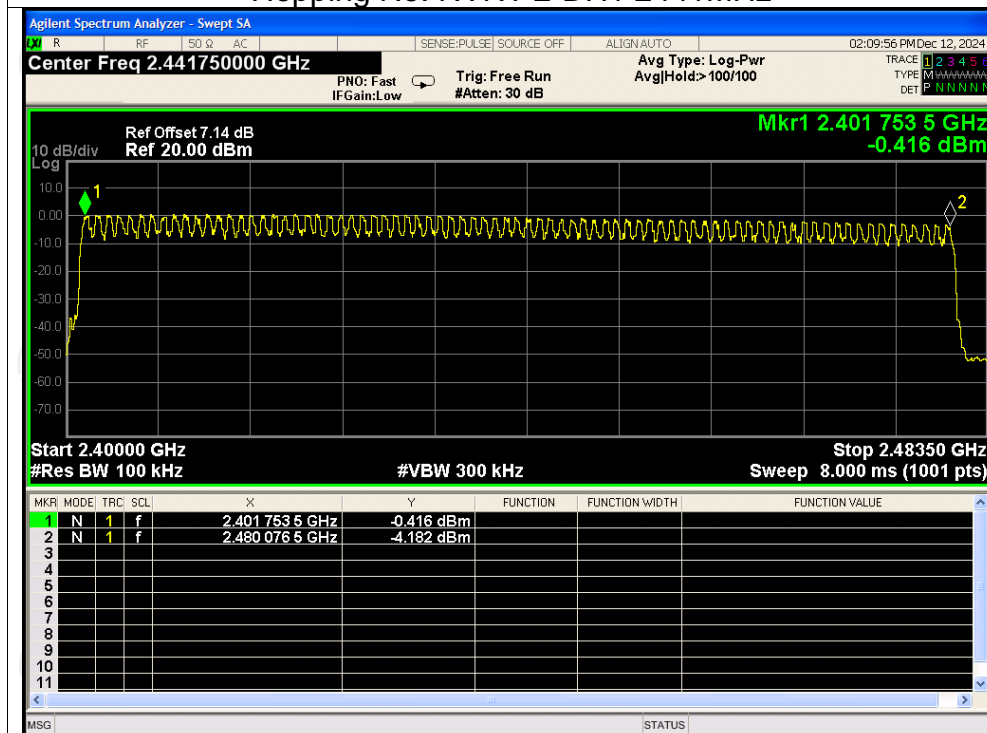 Agilent Spectrum Analyzer - Swept SA
LXI R RF 50 Ω AC SENSE:PULSE SOURCE OFF ALIGN AUTO 02:09:56 PM Dec 12, 2024
Center Freq 2.441750000 GHz
PNO: Fast
IFGain:Low
Trig: Free Run
#Atten: 30 dB
Avg Type: Log-Pwr
Avg|Hold:>100/100
TRACE 1 2 3 4 5 6
TYPE M
DET P N N N N
Mkr1 2.401 753 5 GHz
-0.416 dBm
Ref Offset 7.14 dB
10 dB/div Ref 20.00 dBm
Log
10.0
0.00
-10.0
-20.0
-30.0
-40.0
-50.0
-60.0
-70.0
1
2
Start 2.40000 GHz Stop 2.48350 GHz
#Res BW 100 kHz #VBW 300 kHz Sweep 8.000 ms (1001 pts)
MKR MODE TRC SCL X Y FUNCTION FUNCTION WIDTH FUNCTION VALUE
1 N 1 f 2.401 753 5 GHz -0.416 dBm
2 N 1 f 2.480 076 5 GHz -4.182 dBm
3
4
5
6
7
8
9
10
11
MSG STATUS